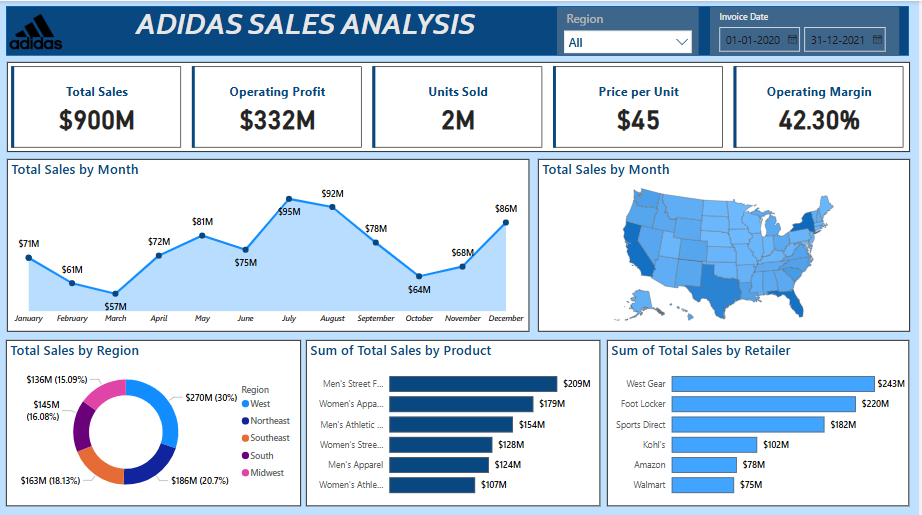 adidas
ADIDAS SALES ANALYSIS
Region
All
Invoice Date
01-01-2020
31-12-2021
Total Sales
$900M
Operating Profit
$332M
Units Sold
2M
Price per Unit
$45
Operating Margin
42.30%
Total Sales by Month
$71M
$61M
$57M
$72M
$81M
$75M
$95M
$92M
$78M
$64M
$68M
$86M
January February March April May June July August September October November December
Total Sales by Month
Total Sales by Region
$136M (15.09%)
$145M
(16.08%)
$163M (18.13%)
$270M (30%)
$186M (20.7%)
Region
West
Northeast
Southeast
South
Midwest
Sum of Total Sales by Product
Men's Street F... $209M
Women's Appa... $179M
Men's Athletic ... $154M
Women's Stree... $128M
Men's Apparel $124M
Women's Athle... $107M
Sum of Total Sales by Retailer
West Gear $243M
Foot Locker $220M
Sports Direct $182M
Kohl's $102M
Amazon $78M
Walmart $75M